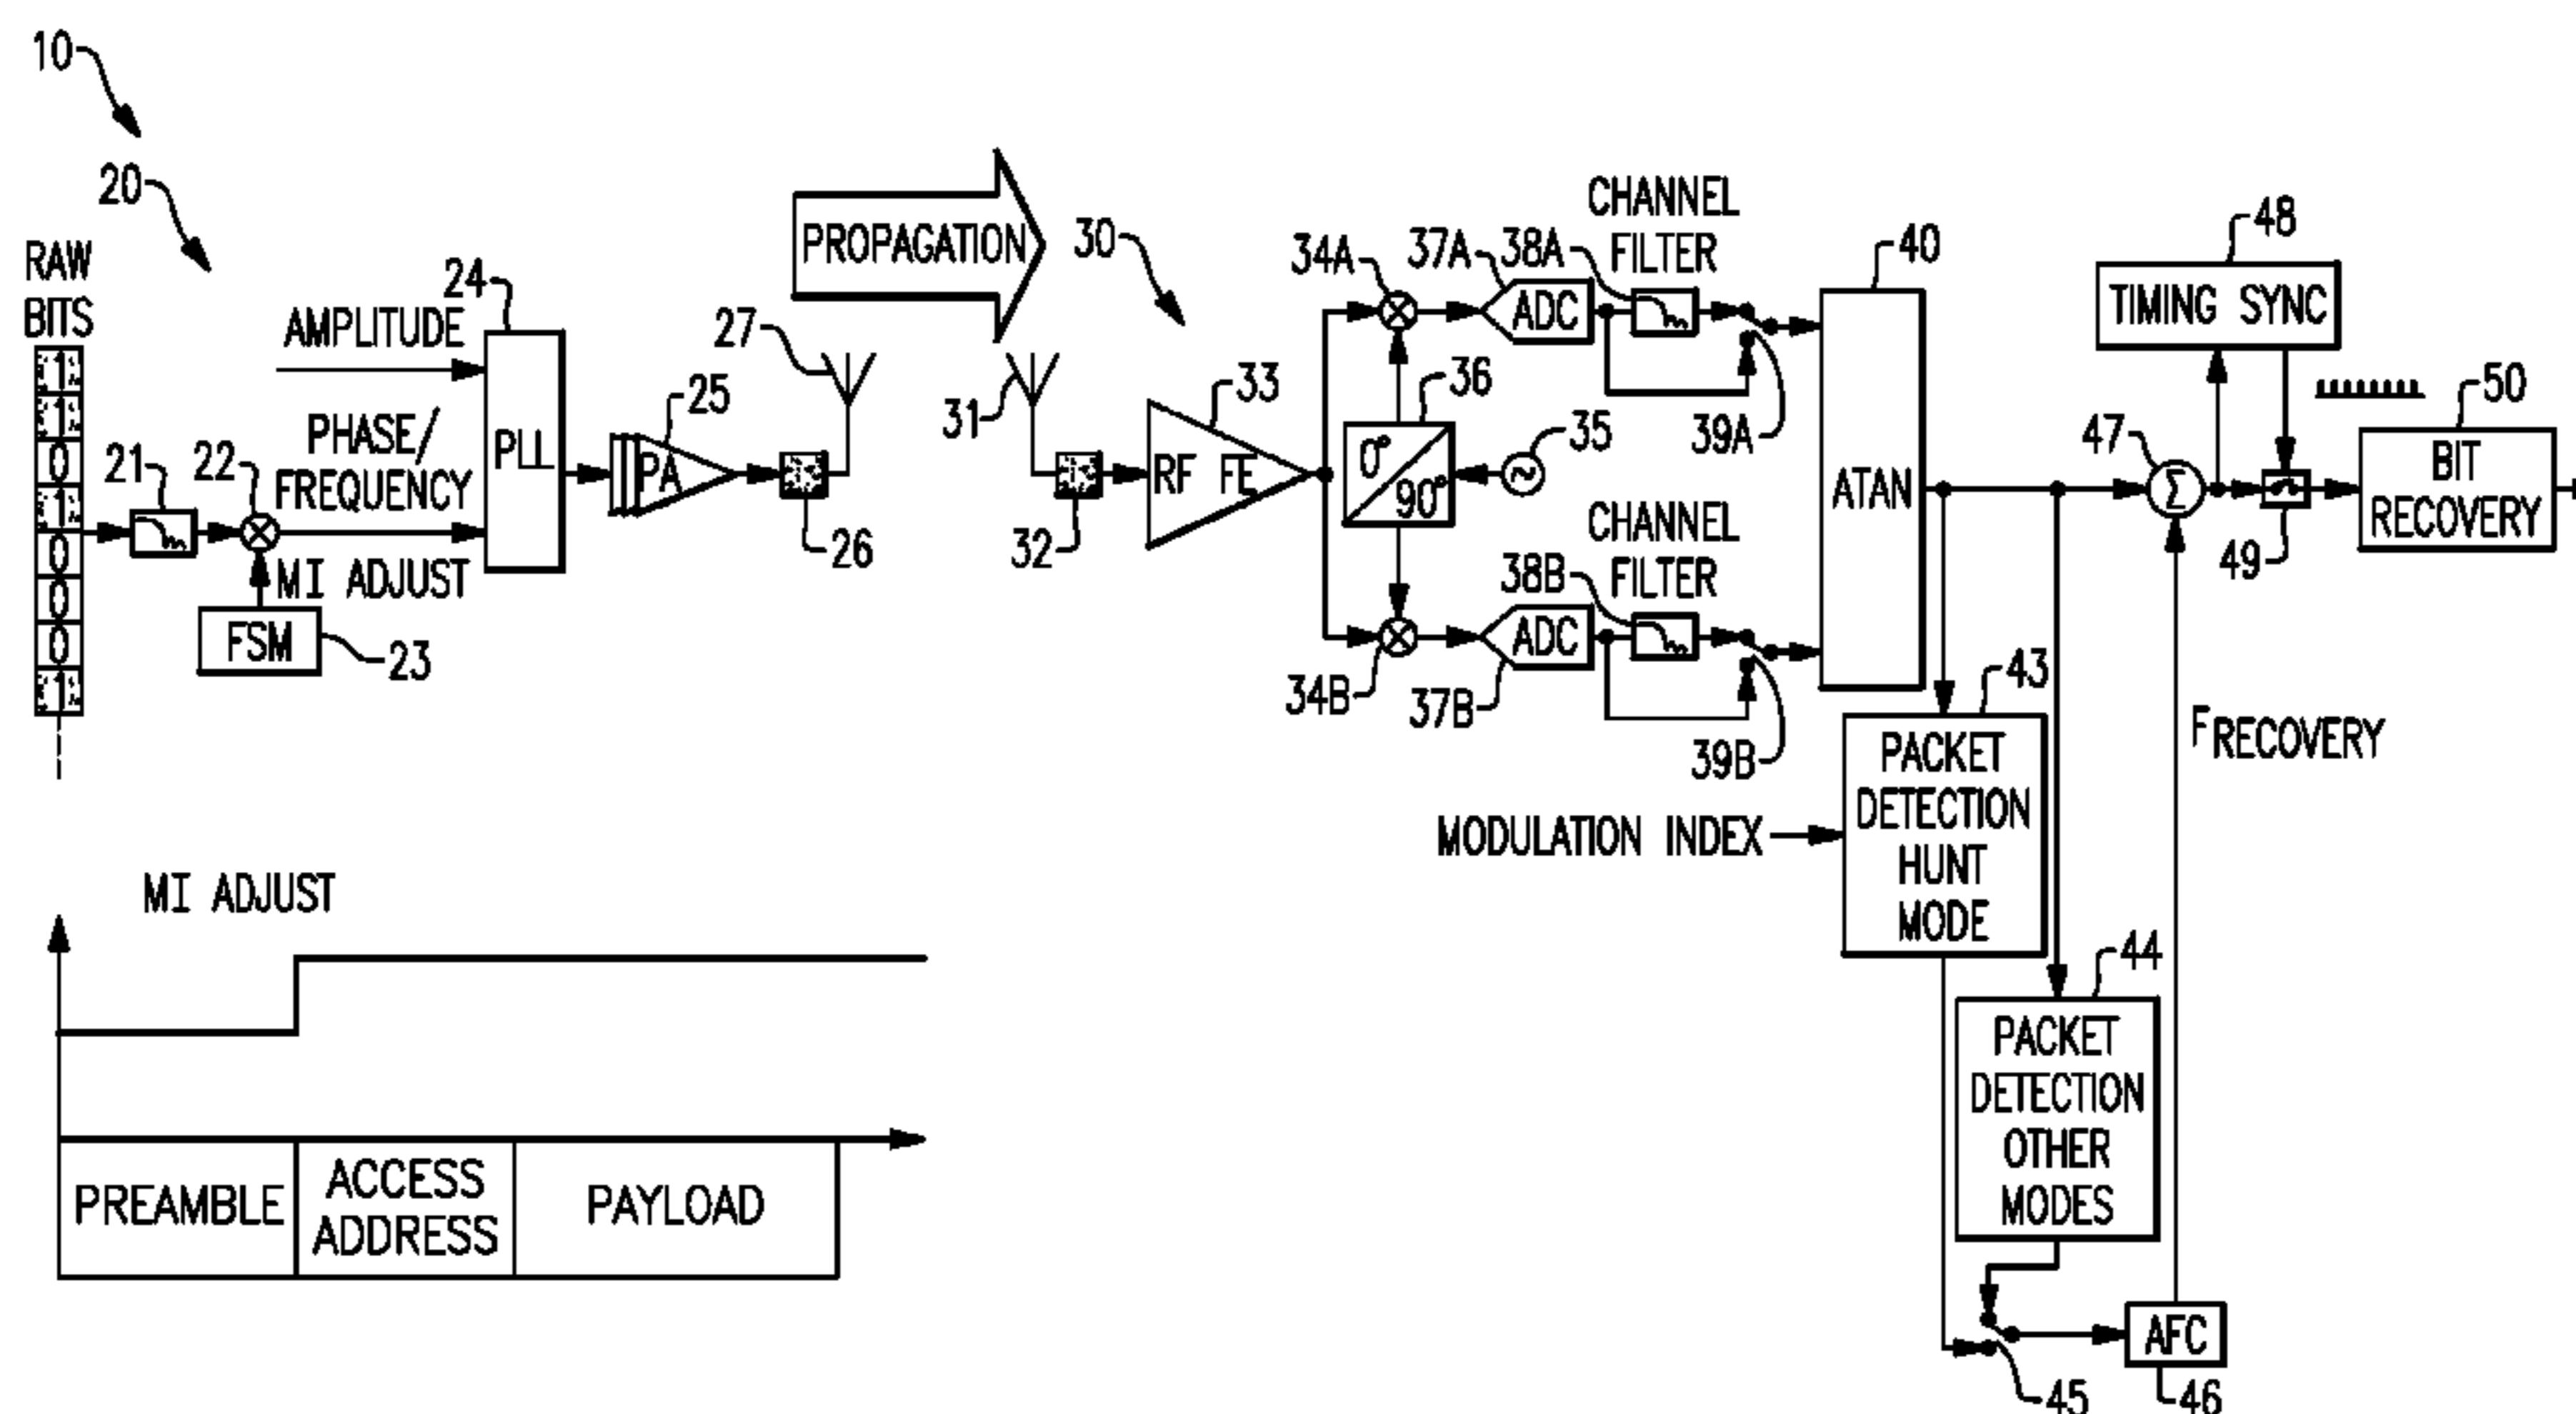 10
20
RAW
BITS
1
1
0
1
0
0
0
1
21
22
FSM
23
AMPLITUDE
PHASE/
FREQUENCY
MI ADJUST
24
PLL
25
PA
26
27
PROPAGATION
30
31
32
33
RF FE
34A
34B
35
36
0°
90°
37A
ADC
38A
CHANNEL
FILTER
39A
37B
ADC
38B
CHANNEL
FILTER
39B
40
ATAN
43
PACKET
DETECTION
HUNT
MODE
MODULATION INDEX
44
PACKET
DETECTION
OTHER
MODES
45
AFC
46
FRECOVERY
47
Σ
48
TIMING SYNC
49
50
BIT
RECOVERY
MI ADJUST
PREAMBLE
ACCESS
ADDRESS
PAYLOAD